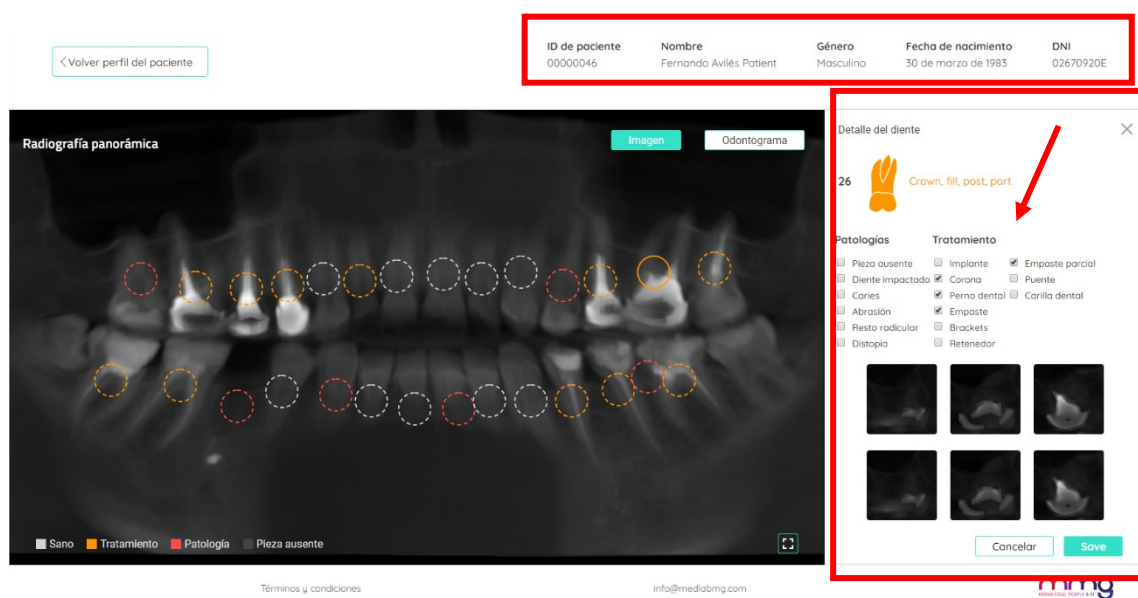 < Volver perfil del paciente
ID de paciente Nombre Género Fecha de nacimiento DNI
00000046 Fernando Avilés Patient Masculino 30 de marzo de 1983 02670920E
Radiografía panorámica
Imagen Odontograma
Detalle del diente
26 Crown, fill, post, part
Patologías Tratamiento
Pieza ausente Implante Empaste parcial
Diente impactado Corona Puente
Caries Perno dental Carilla dental
Abrasión Empaste
Resto radicular Brackets
Distopia Retenedor
Sano Tratamiento Patología Pieza ausente
Cancelar Save
Términos y condiciones info@medlabmg.com
mmg